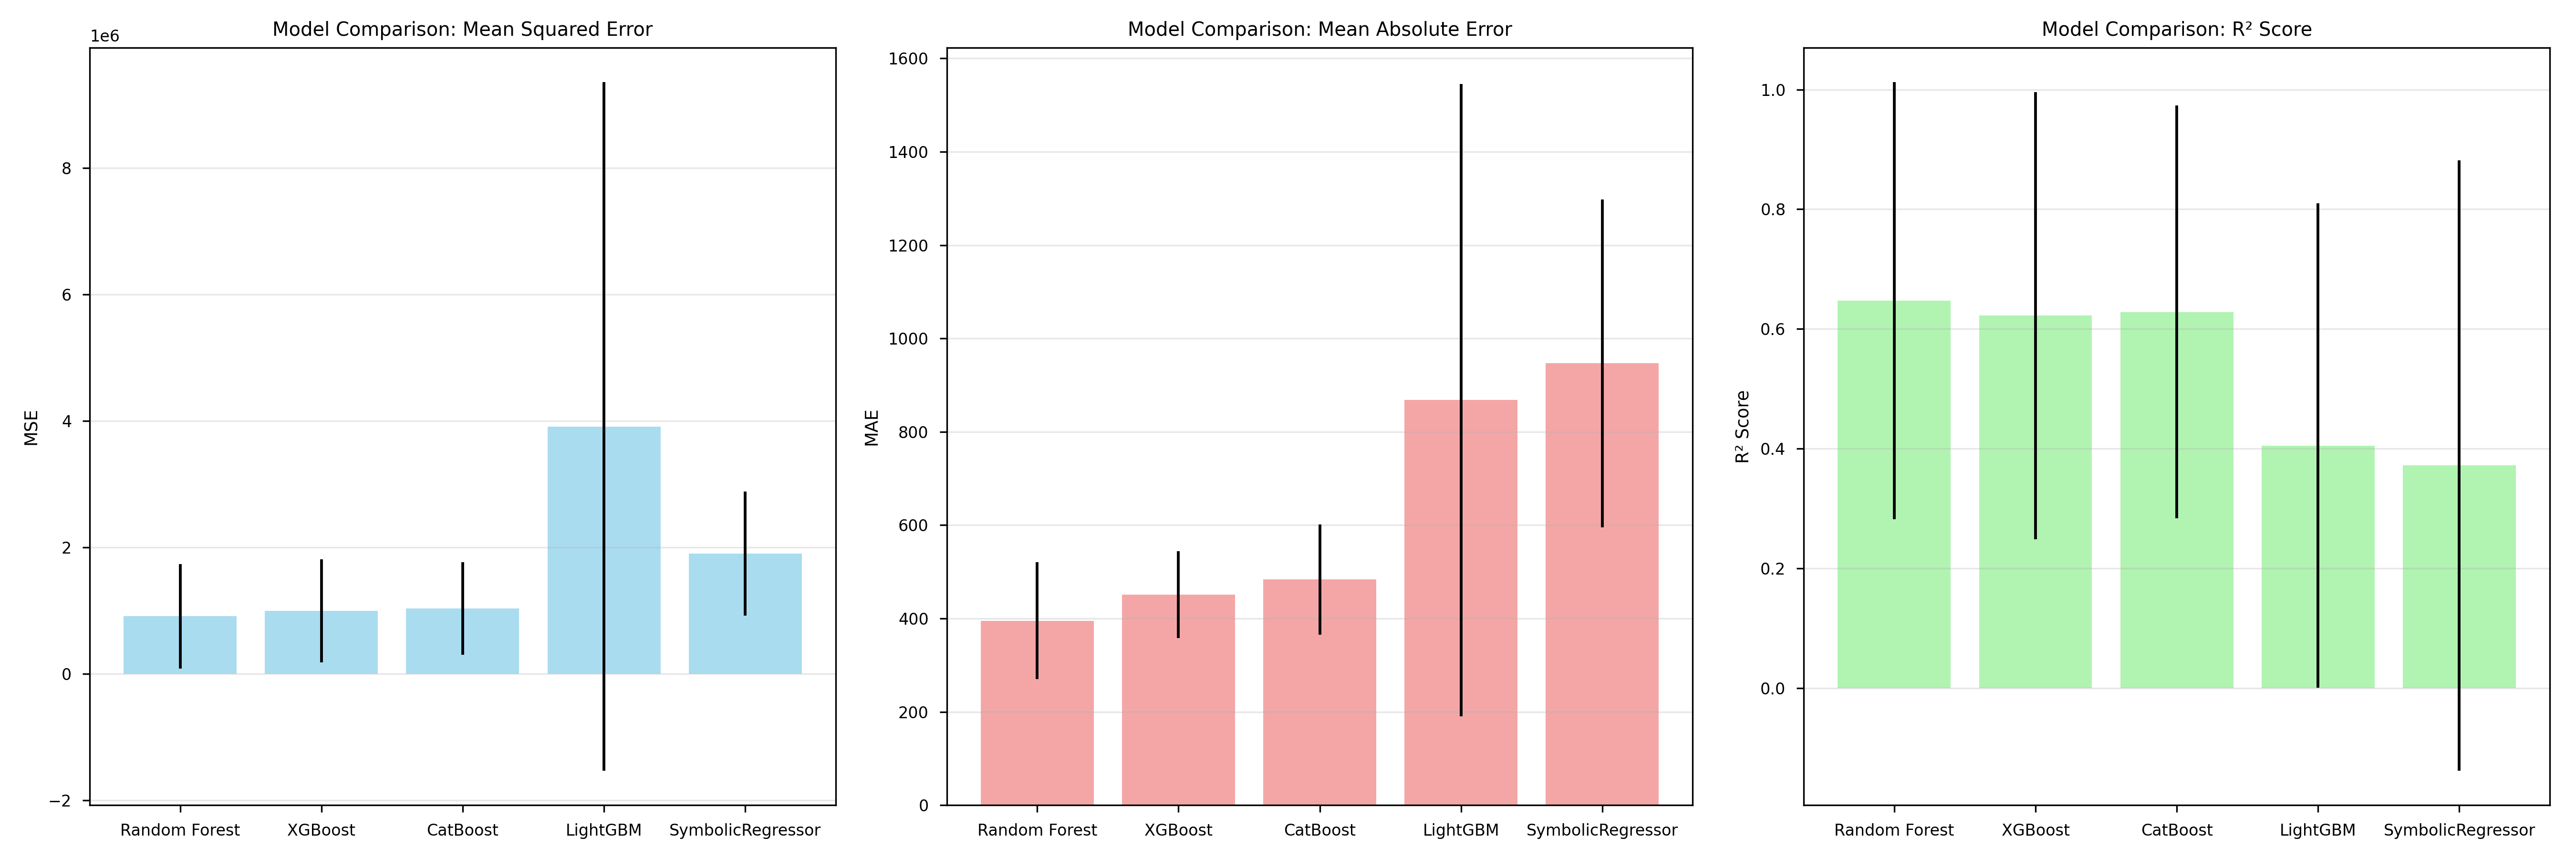 Model Comparison: Mean Squared Error
1e6
8
6
4
2
0
−2
MSE
Random Forest
XGBoost
CatBoost
LightGBM
SymbolicRegressor
Model Comparison: Mean Absolute Error
1600
1400
1200
1000
800
600
400
200
0
MAE
Random Forest
XGBoost
CatBoost
LightGBM
SymbolicRegressor
Model Comparison: R² Score
1.0
0.8
0.6
0.4
0.2
0.0
R² Score
Random Forest
XGBoost
CatBoost
LightGBM
SymbolicRegressor